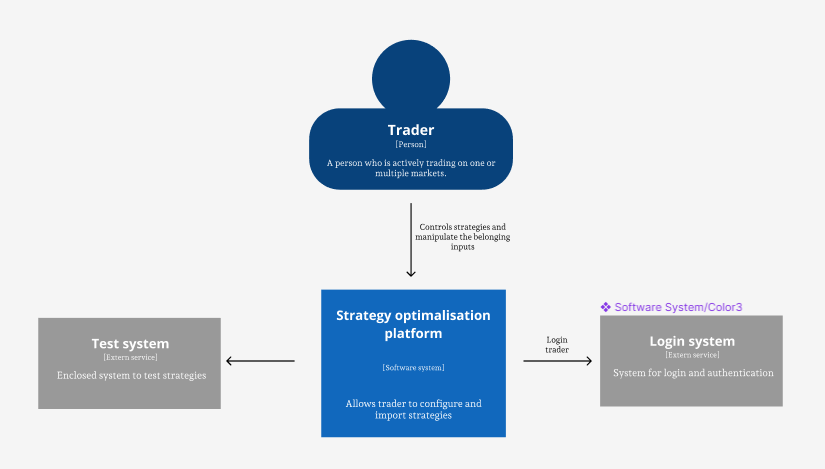 Trader
[Person]
A person who is actively trading on one or
multiple markets.
Controls strategies and
manipulate the belonging
inputs
Test system
[Extern service]
Enclosed system to test strategies
Strategy optimalisation
platform
[Software system]
Allows trader to configure and
import strategies
Login
trader
Software System/Color3
Login system
[Extern service]
System for login and authentication